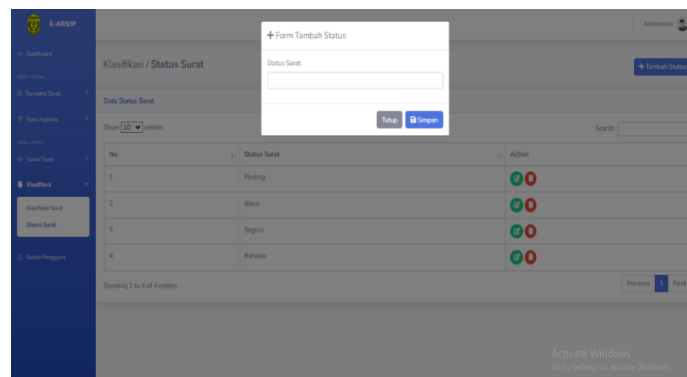 E-ARSIP
Administrator
Dashboard
Transaksi Surat
Buku Agenda
Galeri Surat
Klasifikasi
Klasifikasi Surat
Status Surat
Kelola Pengguna
+ Form Tambah Status
Status Surat
Tutup
Simpan
Klasifikasi / Status Surat
+ Tambah Status
Data Status Surat
Show 10 entries
Search:
No. Status Surat Action
1 Penting
2 Biasa
3 Segera
4 Rahasia
Showing 1 to 4 of 4 entries
Previous 1 Next
Activate Windows
Go to Settings to activate Windows.